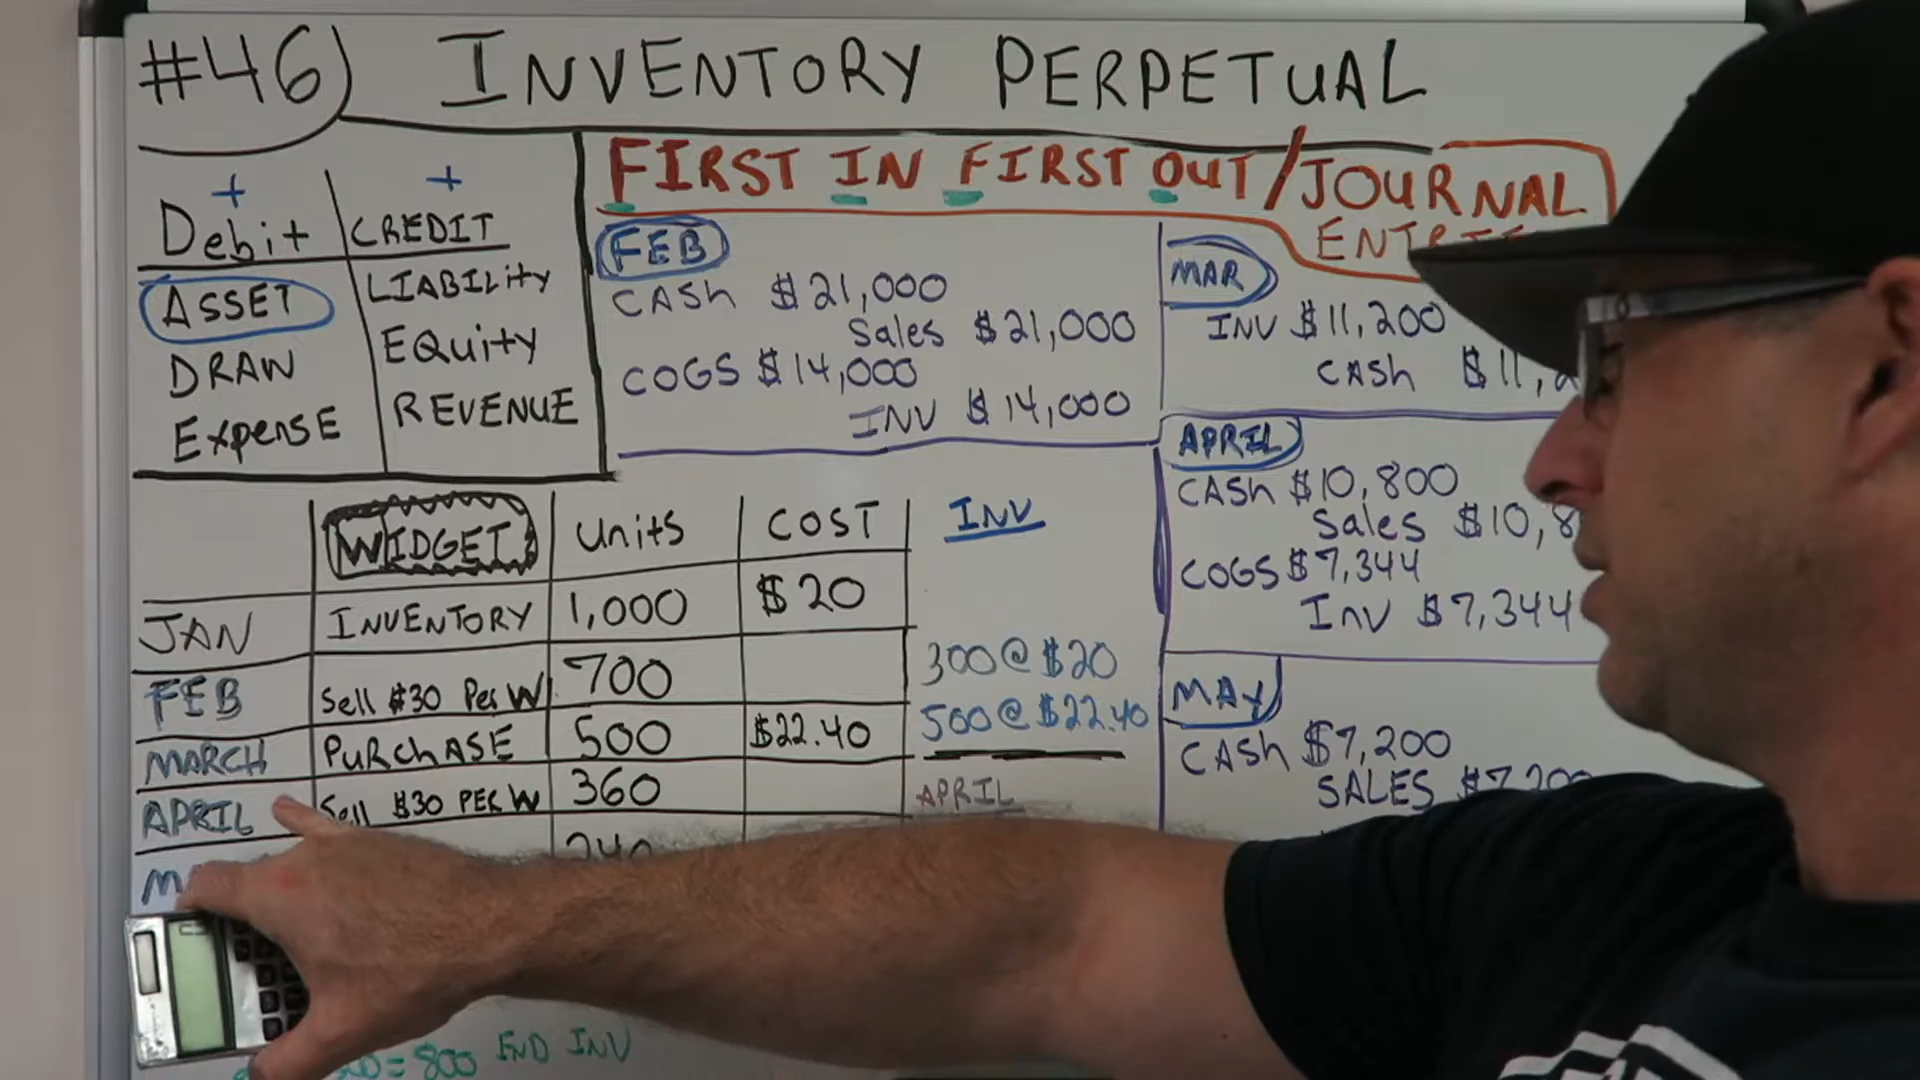 #46) INVENTORY PERPETUAL
FIRST IN FIRST OUT / JOURNAL
+ +
Debit CREDIT
ASSET LIABILITY
DRAW EQUITY
EXPENSE REVENUE
FEB
CASH $21,000
Sales $21,000
COGS $14,000
INV $14,000
MAR
INV $11,200
CASH
APRIL
CASH $10,800
Sales
COGS $7,344
INV $7,344
MAY
CASH $7,200
SALES $7,200
WIDGET Units COST INV
JAN INVENTORY 1,000 $20
FEB Sell $30 Per W 700 300@$20
MARCH PURCHASE 500 $22.40 500@$22.40
APRIL Sell $30 PER W 360 APRIL
240
= 800 END INV